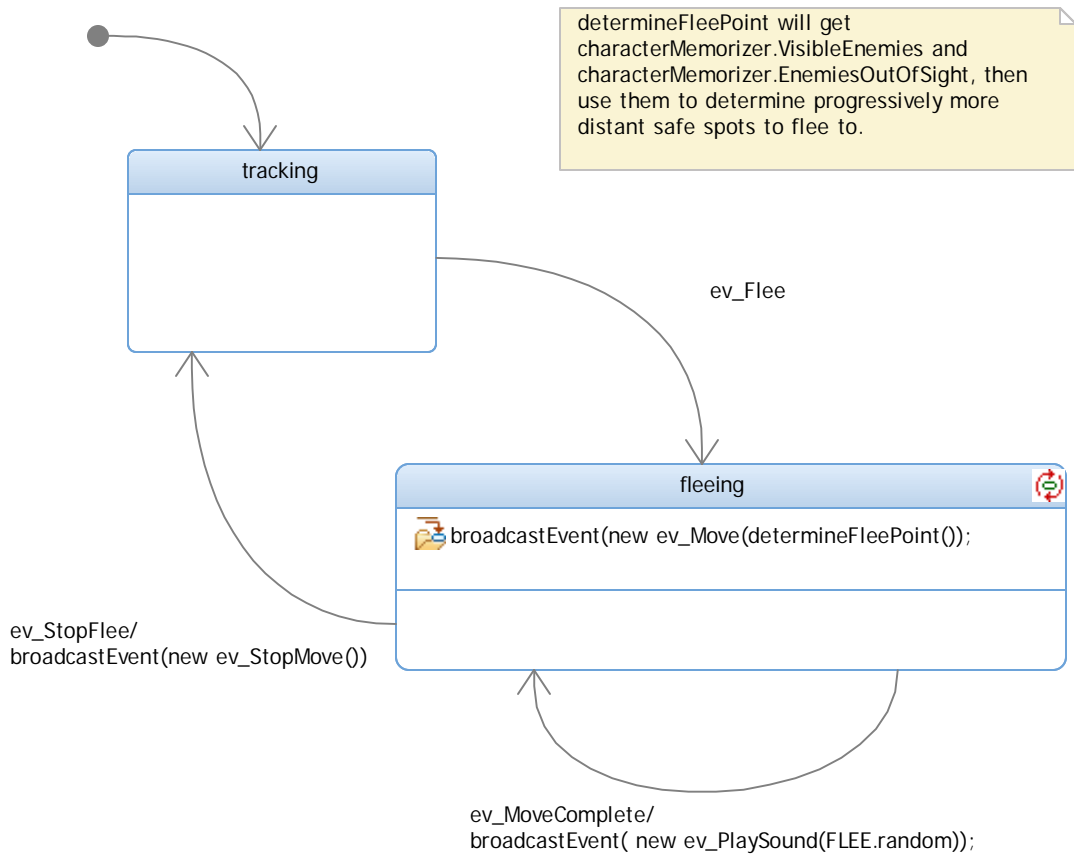 determineFleePoint will get
characterMemorizer.VisibleEnemies and
characterMemorizer.EnemiesOutOfSight, then
use them to determine progressively more
distant safe spots to flee to.
tracking
ev_Flee
fleeing
broadcastEvent(new ev_Move(determineFleePoint());
ev_StopFlee/
broadcastEvent(new ev_StopMove())
ev_MoveComplete/
broadcastEvent( new ev_PlaySound(FLEE.random));